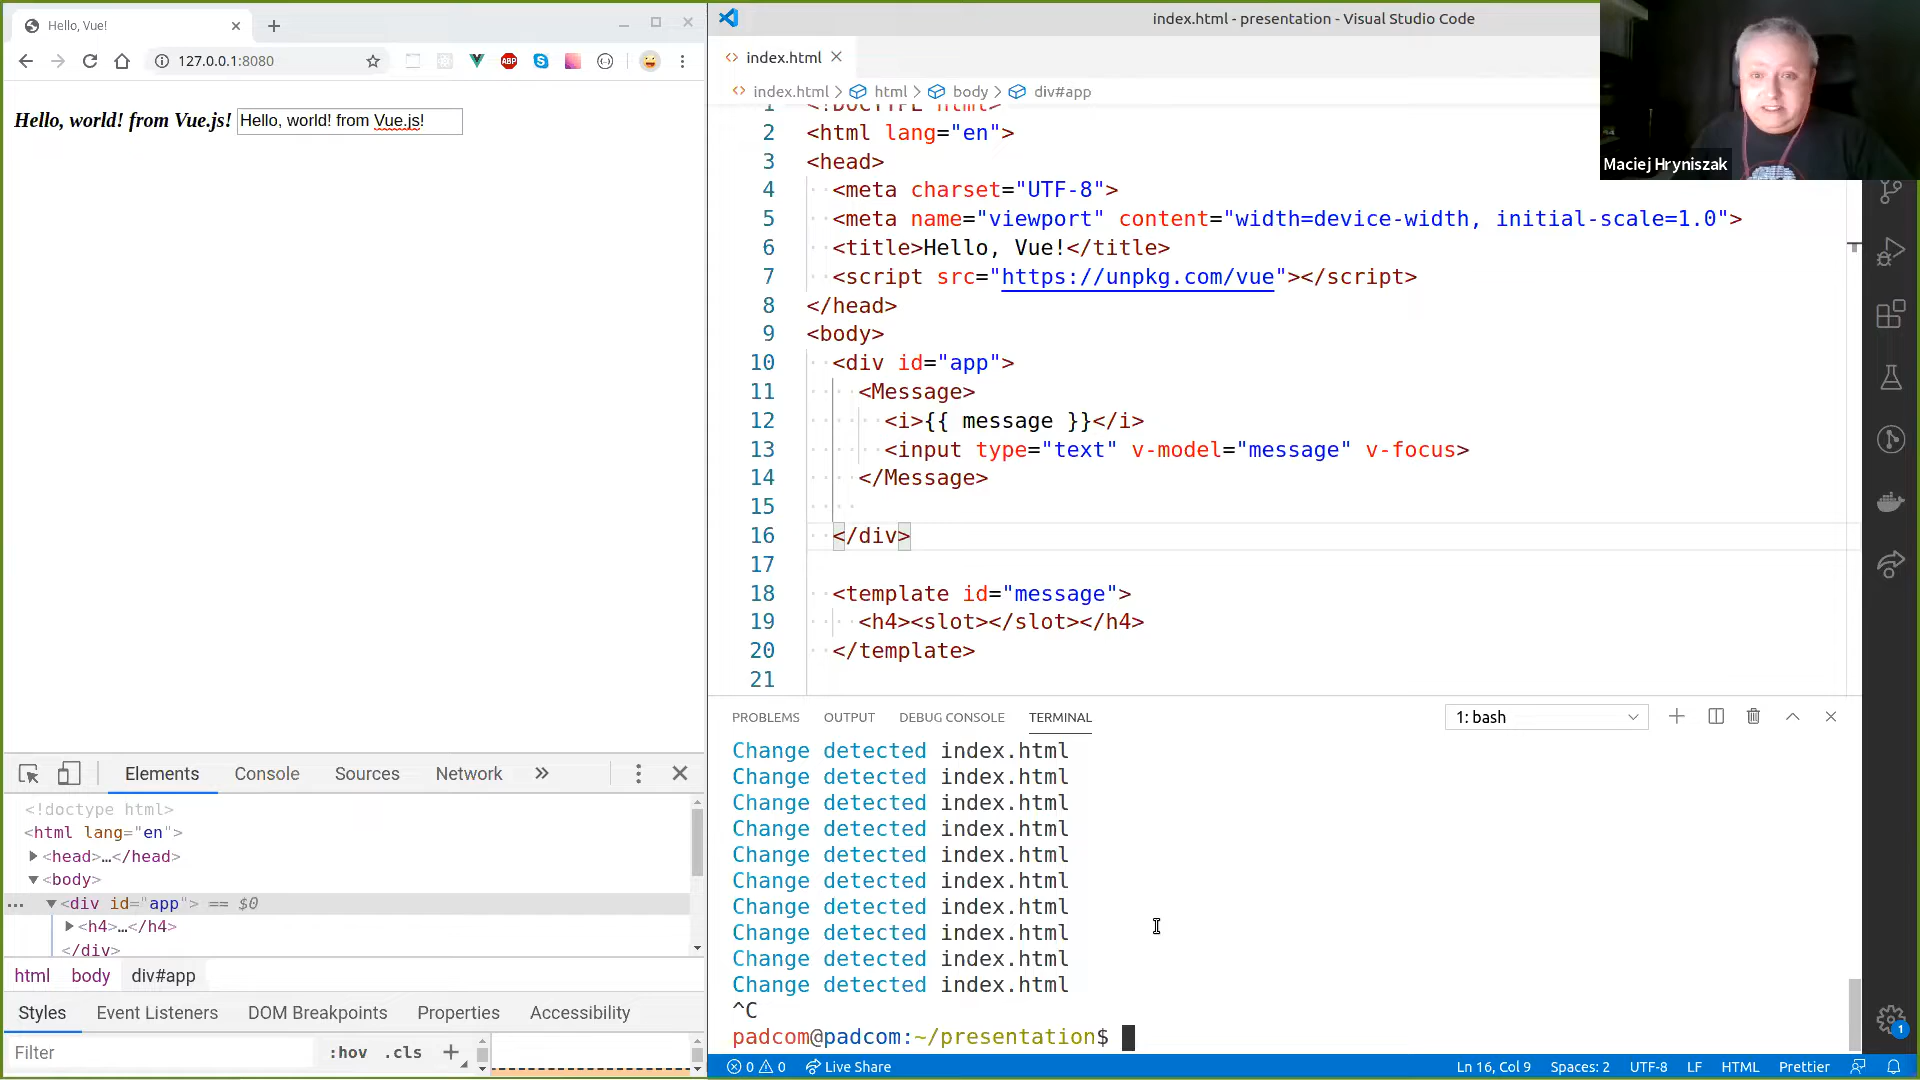 Hello, Vue!
127.0.0.1:8080
ABP
Hello, world! from Vue.js!
Hello, world! from Vue.js!
Elements
Console
Sources
Network
<!doctype html>
<html lang="en">
<head>…</head>
<body>
… <div id="app"> == $0
<h4>…</h4>
</div>
html
body
div#app
Styles
Event Listeners
DOM Breakpoints
Properties
Accessibility
Filter
:hov .cls
index.html - presentation - Visual Studio Code
index.html
index.html > html > body > div#app
1 <!DOCTYPE html>
2 <html lang="en">
3 <head>
4 <meta charset="UTF-8">
5 <meta name="viewport" content="width=device-width, initial-scale=1.0">
6 <title>Hello, Vue!</title>
7 <script src="https://unpkg.com/vue"></script>
8 </head>
9 <body>
10 <div id="app">
11 <Message>
12 <i>{{ message }}</i>
13 <input type="text" v-model="message" v-focus>
14 </Message>
15
16 </div>
17
18 <template id="message">
19 <h4><slot></slot></h4>
20 </template>
21
PROBLEMS
OUTPUT
DEBUG CONSOLE
TERMINAL
1: bash
Change detected index.html
Change detected index.html
Change detected index.html
Change detected index.html
Change detected index.html
Change detected index.html
Change detected index.html
Change detected index.html
Change detected index.html
Change detected index.html
^C
padcom@padcom:~/presentation$
0 0
Live Share
Ln 16, Col 9
Spaces: 2
UTF-8
LF
HTML
Prettier
Maciej Hryniszak
1